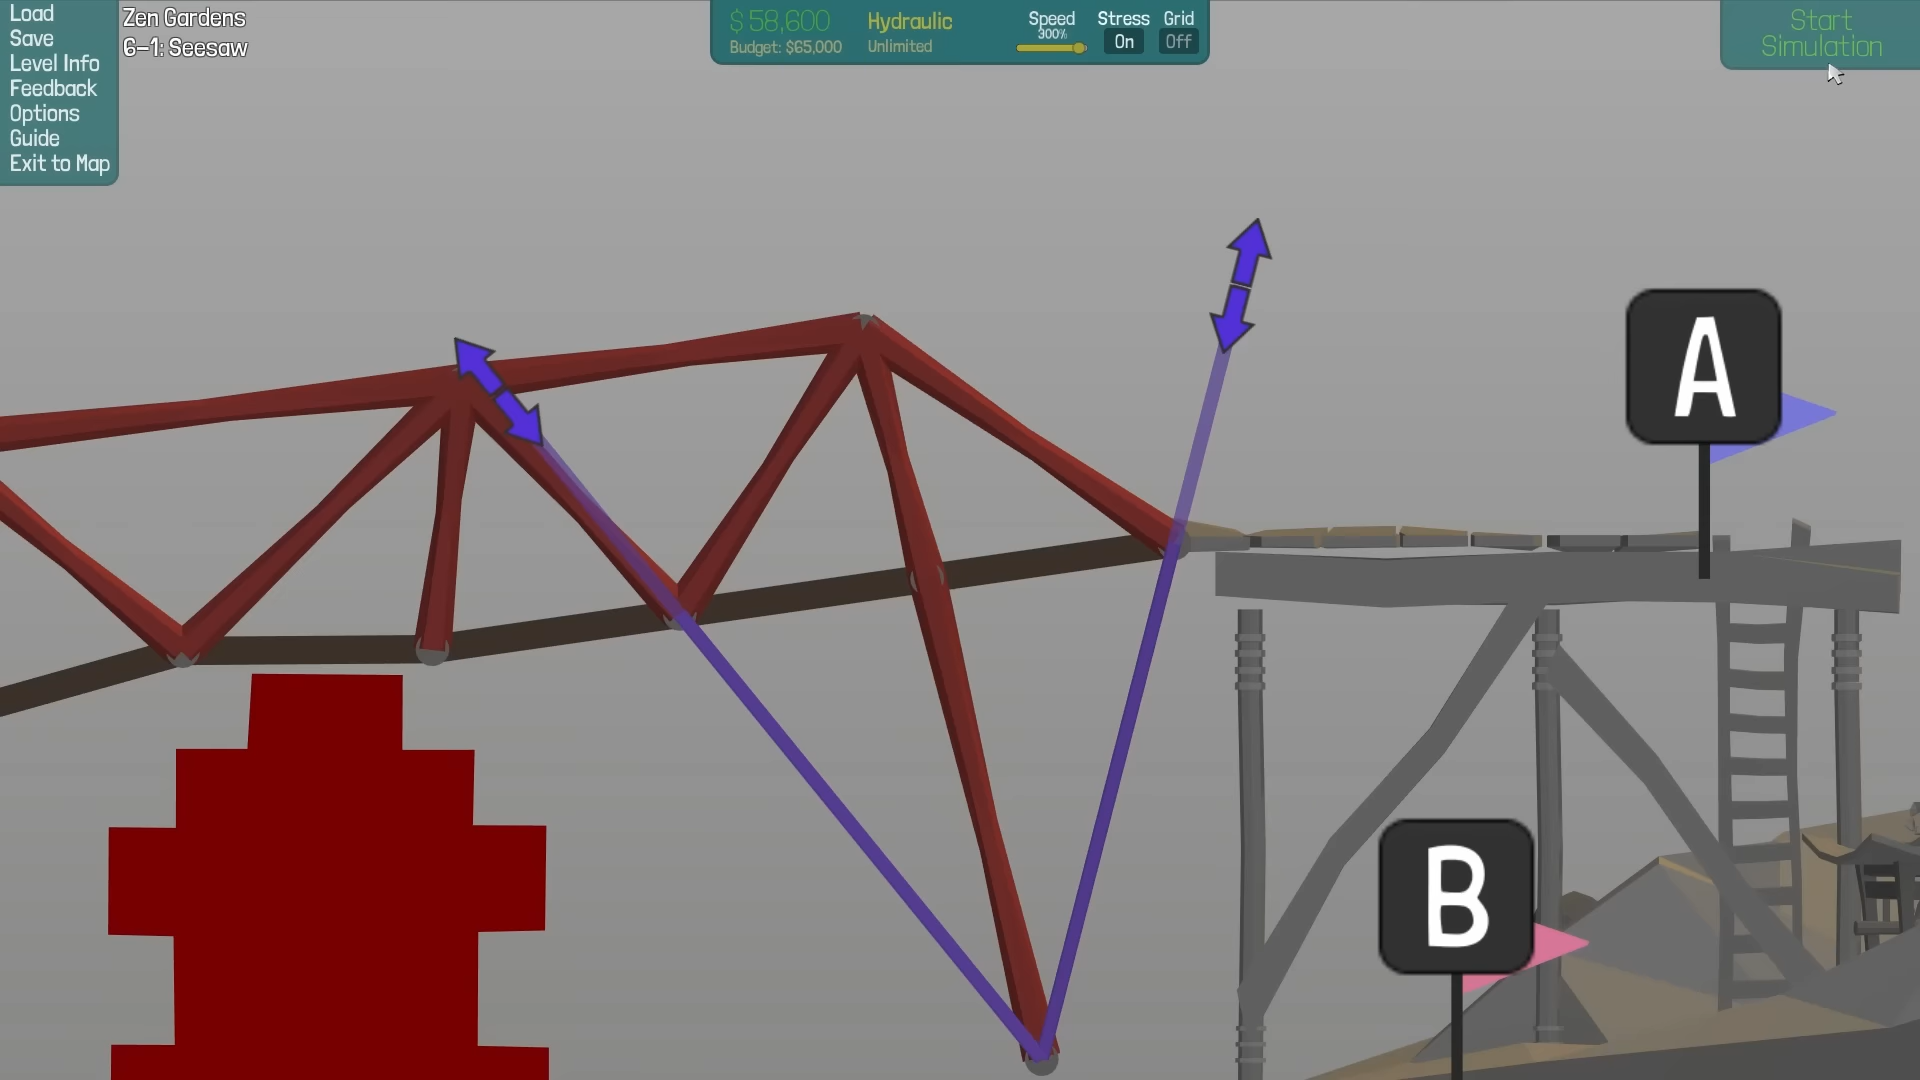 Load
Save
Level Info
Feedback
Options
Guide
Exit to Map
Zen Gardens
6-1: Seesaw
$ 58,600
Budget: $65,000
Hydraulic
Unlimited
Speed
300%
Stress
On
Grid
Off
Start
Simulation
A
B